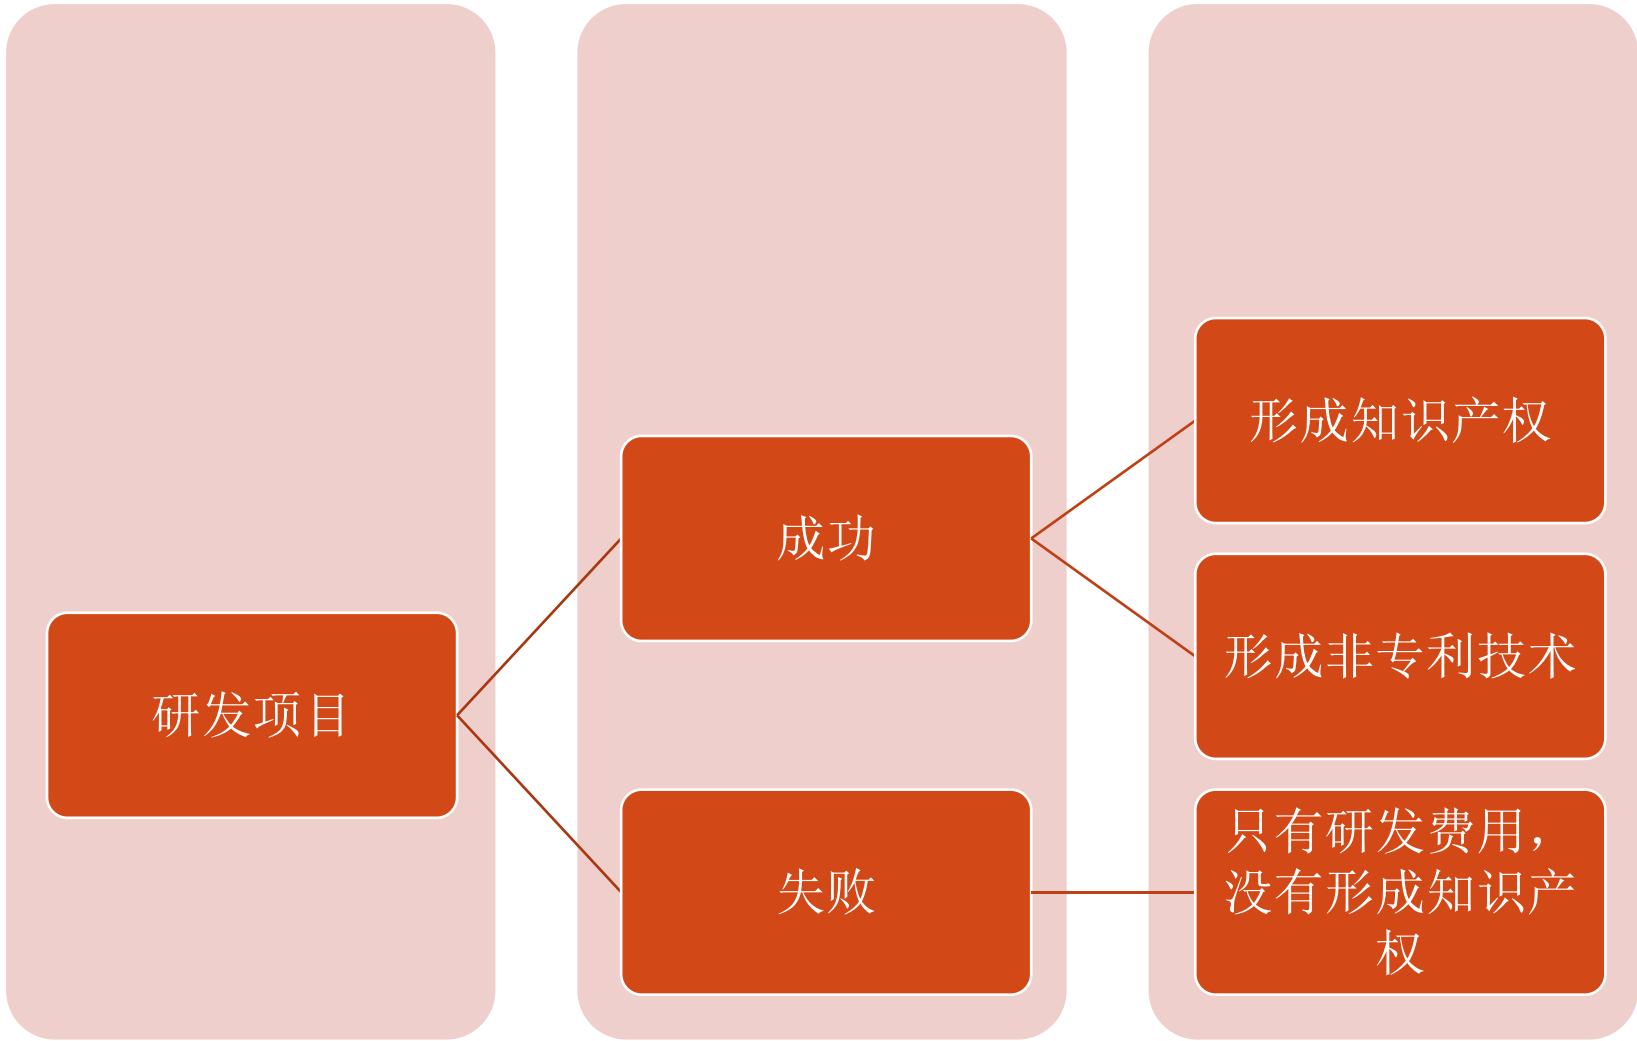 研发项目
成功
失败
形成知识产权
形成非专利技术
只有研发费用，
没有形成知识产
权